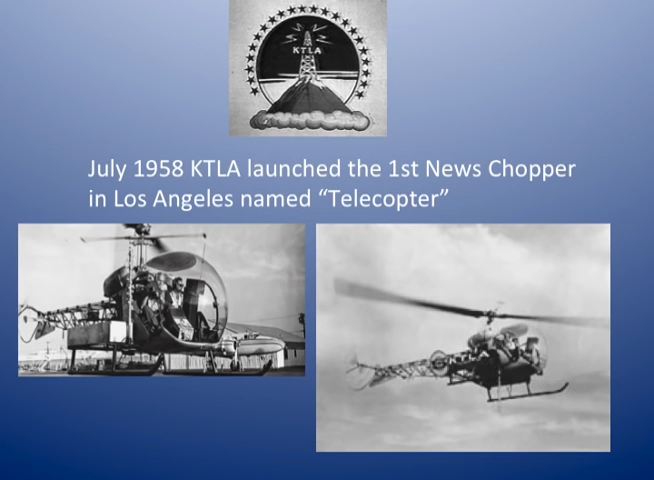 KTLA
July 1958 KTLA launched the 1st News Chopper
in Los Angeles named “Telecopter”